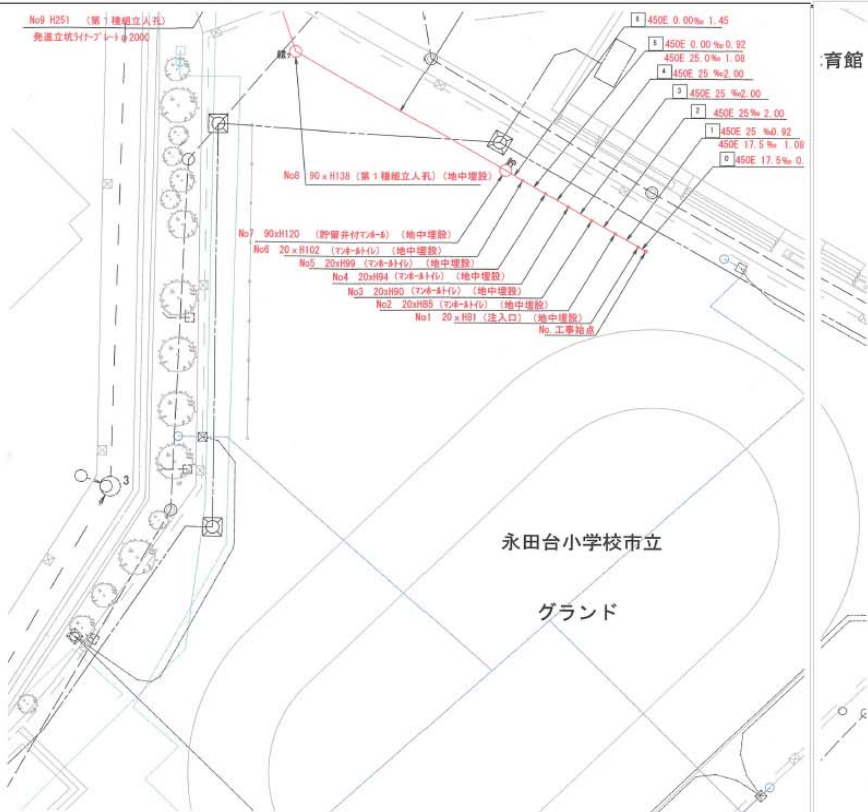 No9 H251 (第1種組立人孔)
発進立坑ライナープレートφ2000
6 450E 0.00‰ 1.45
5 450E 0.00‰ 0.92
450E 25.0‰ 1.08
4 450E 25 ‰2.00
3 450E 25 ‰2.00
2 450E 25‰ 2.00
1 450E 25 ‰0.92
450E 17.5‰ 1.08
0 450E 17.5‰ 0.
育館
No8 90×H138 (第1種組立人孔) (地中埋設)
No7 90xH120 (貯留弁付マンホール) (地中埋設)
No6 20×H102 (マンホールトイレ) (地中埋設)
No5 20xH99 (マンホールトイレ) (地中埋設)
No4 20xH94 (マンホールトイレ) (地中埋設)
No3 20xH90 (マンホールトイレ) (地中埋設)
No2 20xH85 (マンホールトイレ) (地中埋設)
No1 20×H81 (注入口) (地中埋設)
No.工事始点
3
永田台小学校市立
グランド